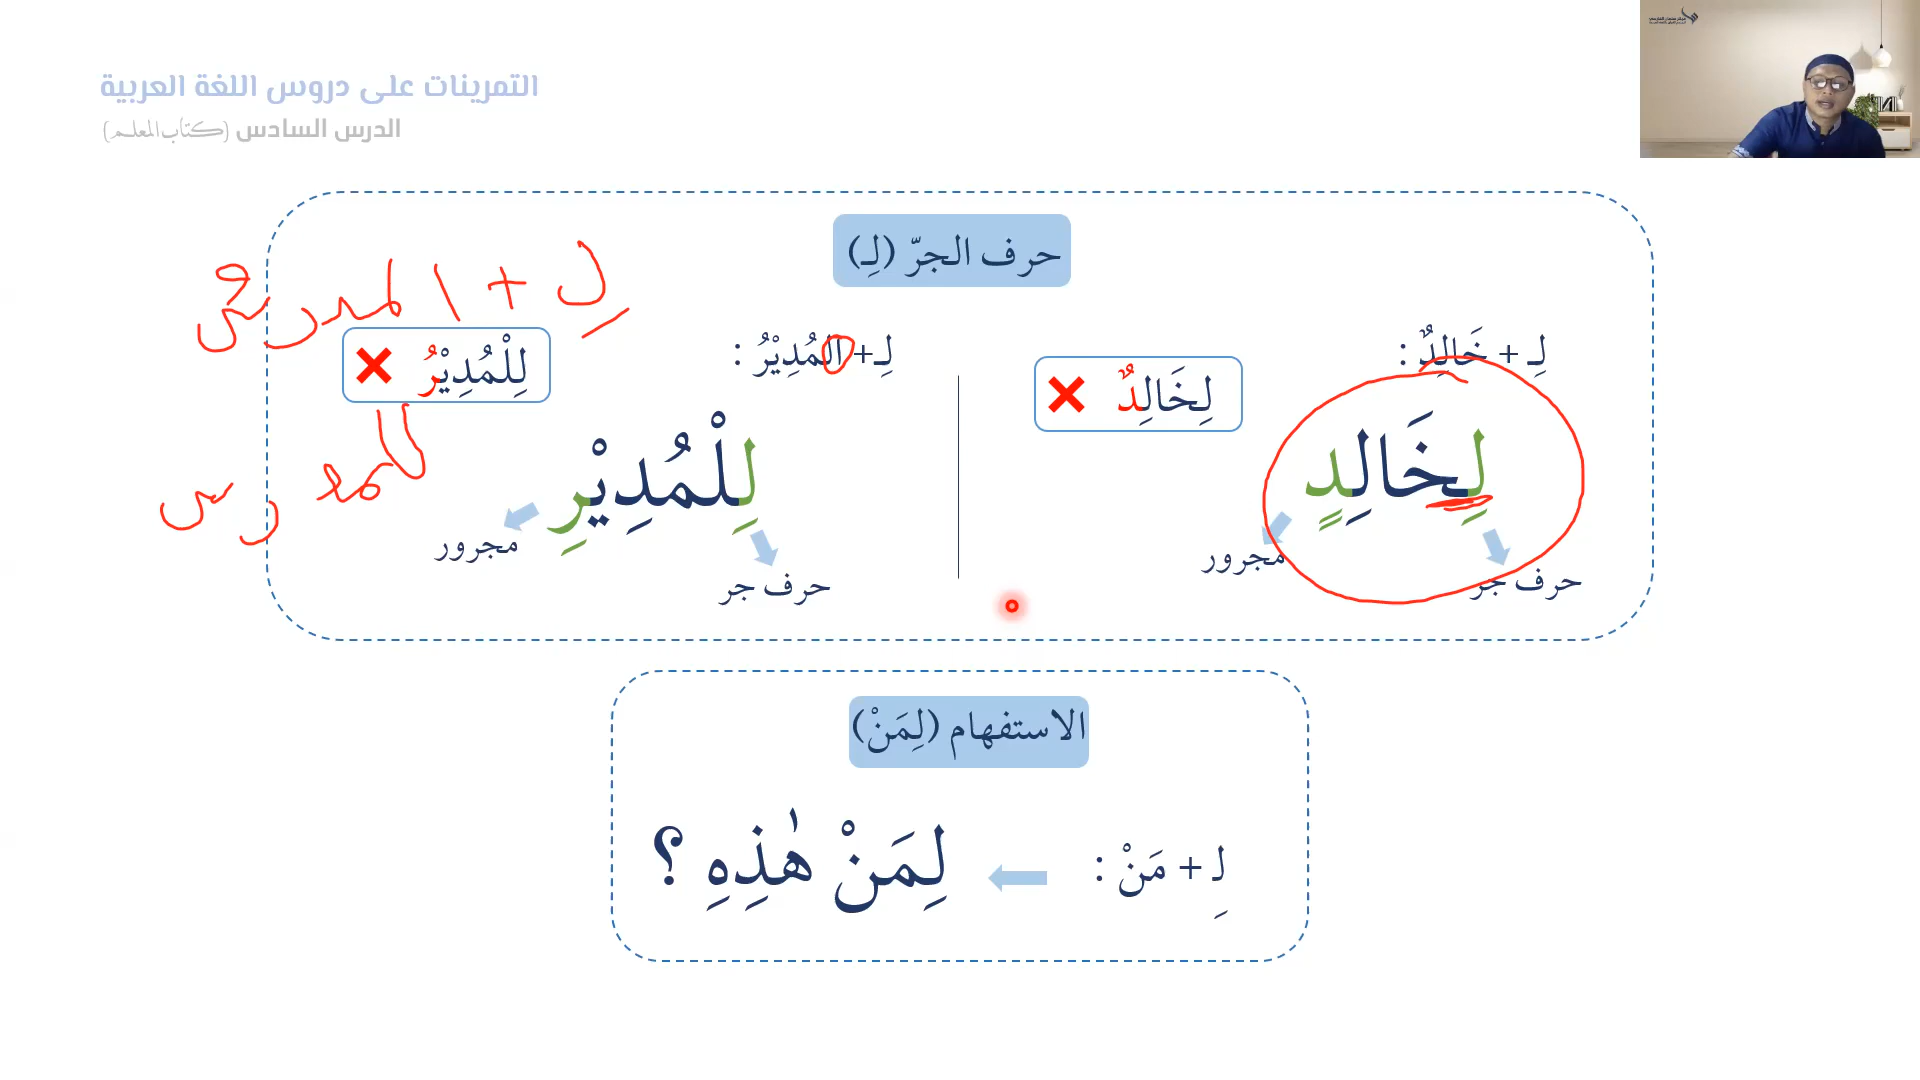 التمرينات على دروس اللغة العربية
الدرس السادس (كتاب المعلم)
حرف الجرّ (لِـ)
لِـ + خَالِدٌ :
لِخَالِدٌ ×
لِخَالِدٍ
مجرور
حرف جر
لِـ+ المُدِيْرُ :
لِلْمُدِيْرُ ×
لِلْمُدِيْرِ
مجرور
حرف جر
لِ + المدرسُ
للمدرس
الاستفهام (لِمَنْ)
لِـ + مَنْ :
لِمَنْ هٰذِهِ ؟